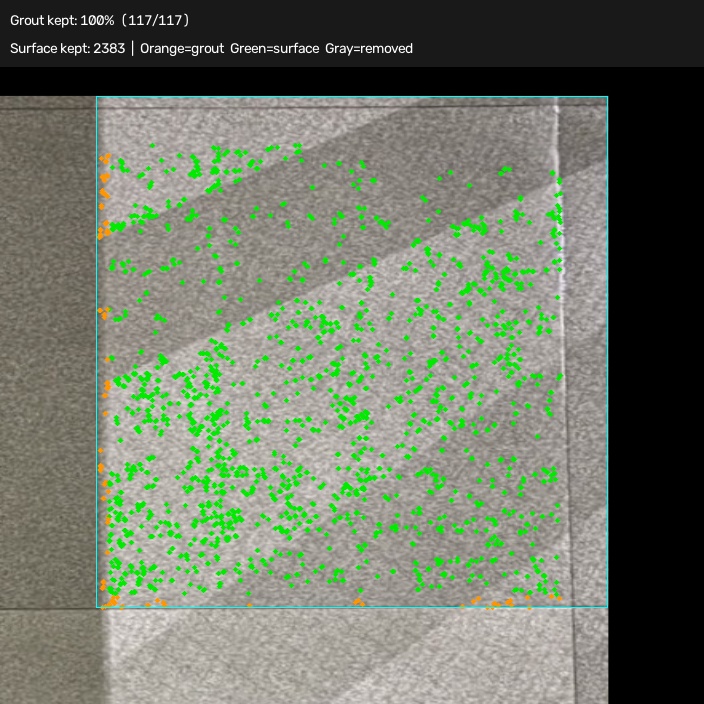 Grout kept: 100% (117/117)
Surface kept: 2383 | Orange=grout Green=surface Gray=removed